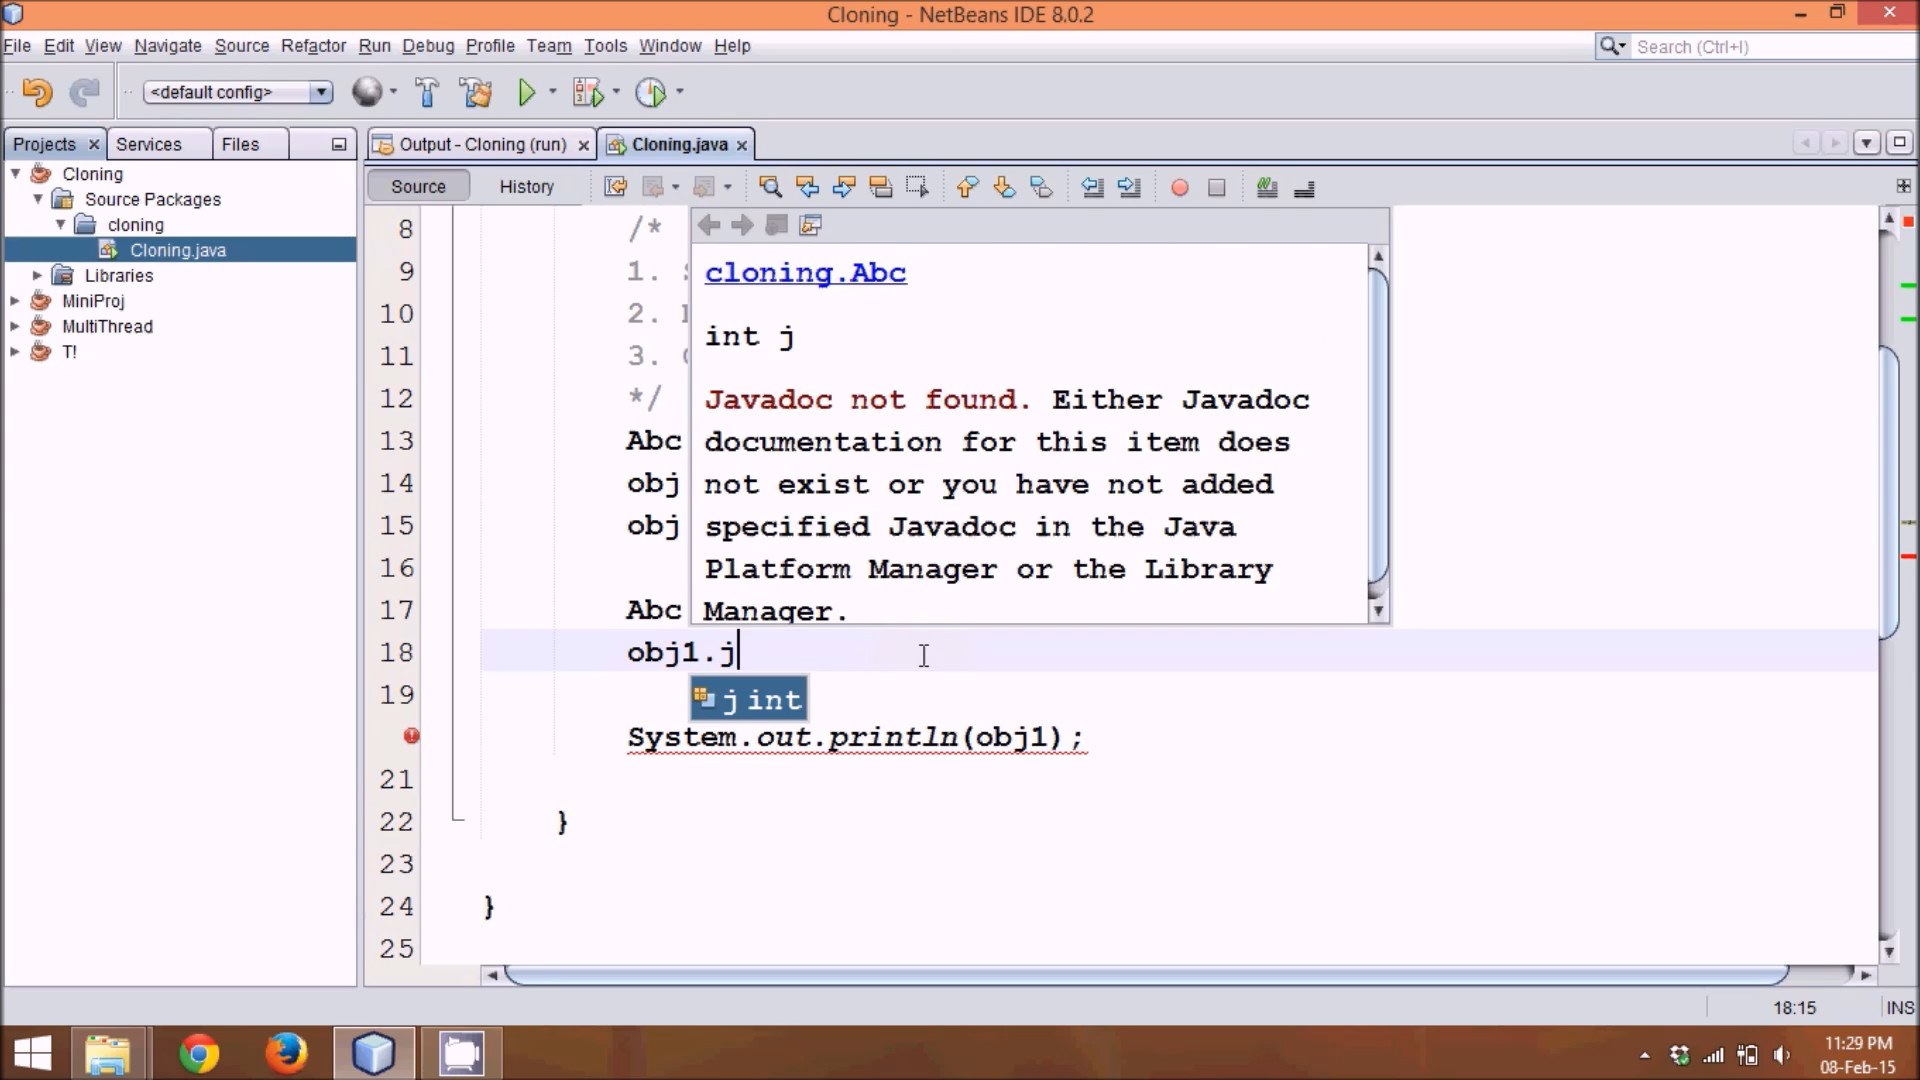 Cloning - NetBeans IDE 8.0.2
File Edit View Navigate Source Refactor Run Debug Profile Team Tools Window Help
Search (Ctrl+I)
<default config>
Projects Services Files
Output - Cloning (run) Cloning.java
Source History
Cloning
Source Packages
cloning
Cloning.java
Libraries
MiniProj
MultiThread
T!
8 /*
9 1.
10 2.
11 3.
12 */
13 Abc
14 obj
15 obj
16
17 Abc
18 obj1.j
19
System.out.println(obj1);
21
22 }
23
24 }
25
cloning.Abc
int j
Javadoc not found. Either Javadoc
documentation for this item does
not exist or you have not added
specified Javadoc in the Java
Platform Manager or the Library
Manager.
j int
18:15 INS
11:29 PM
08-Feb-15